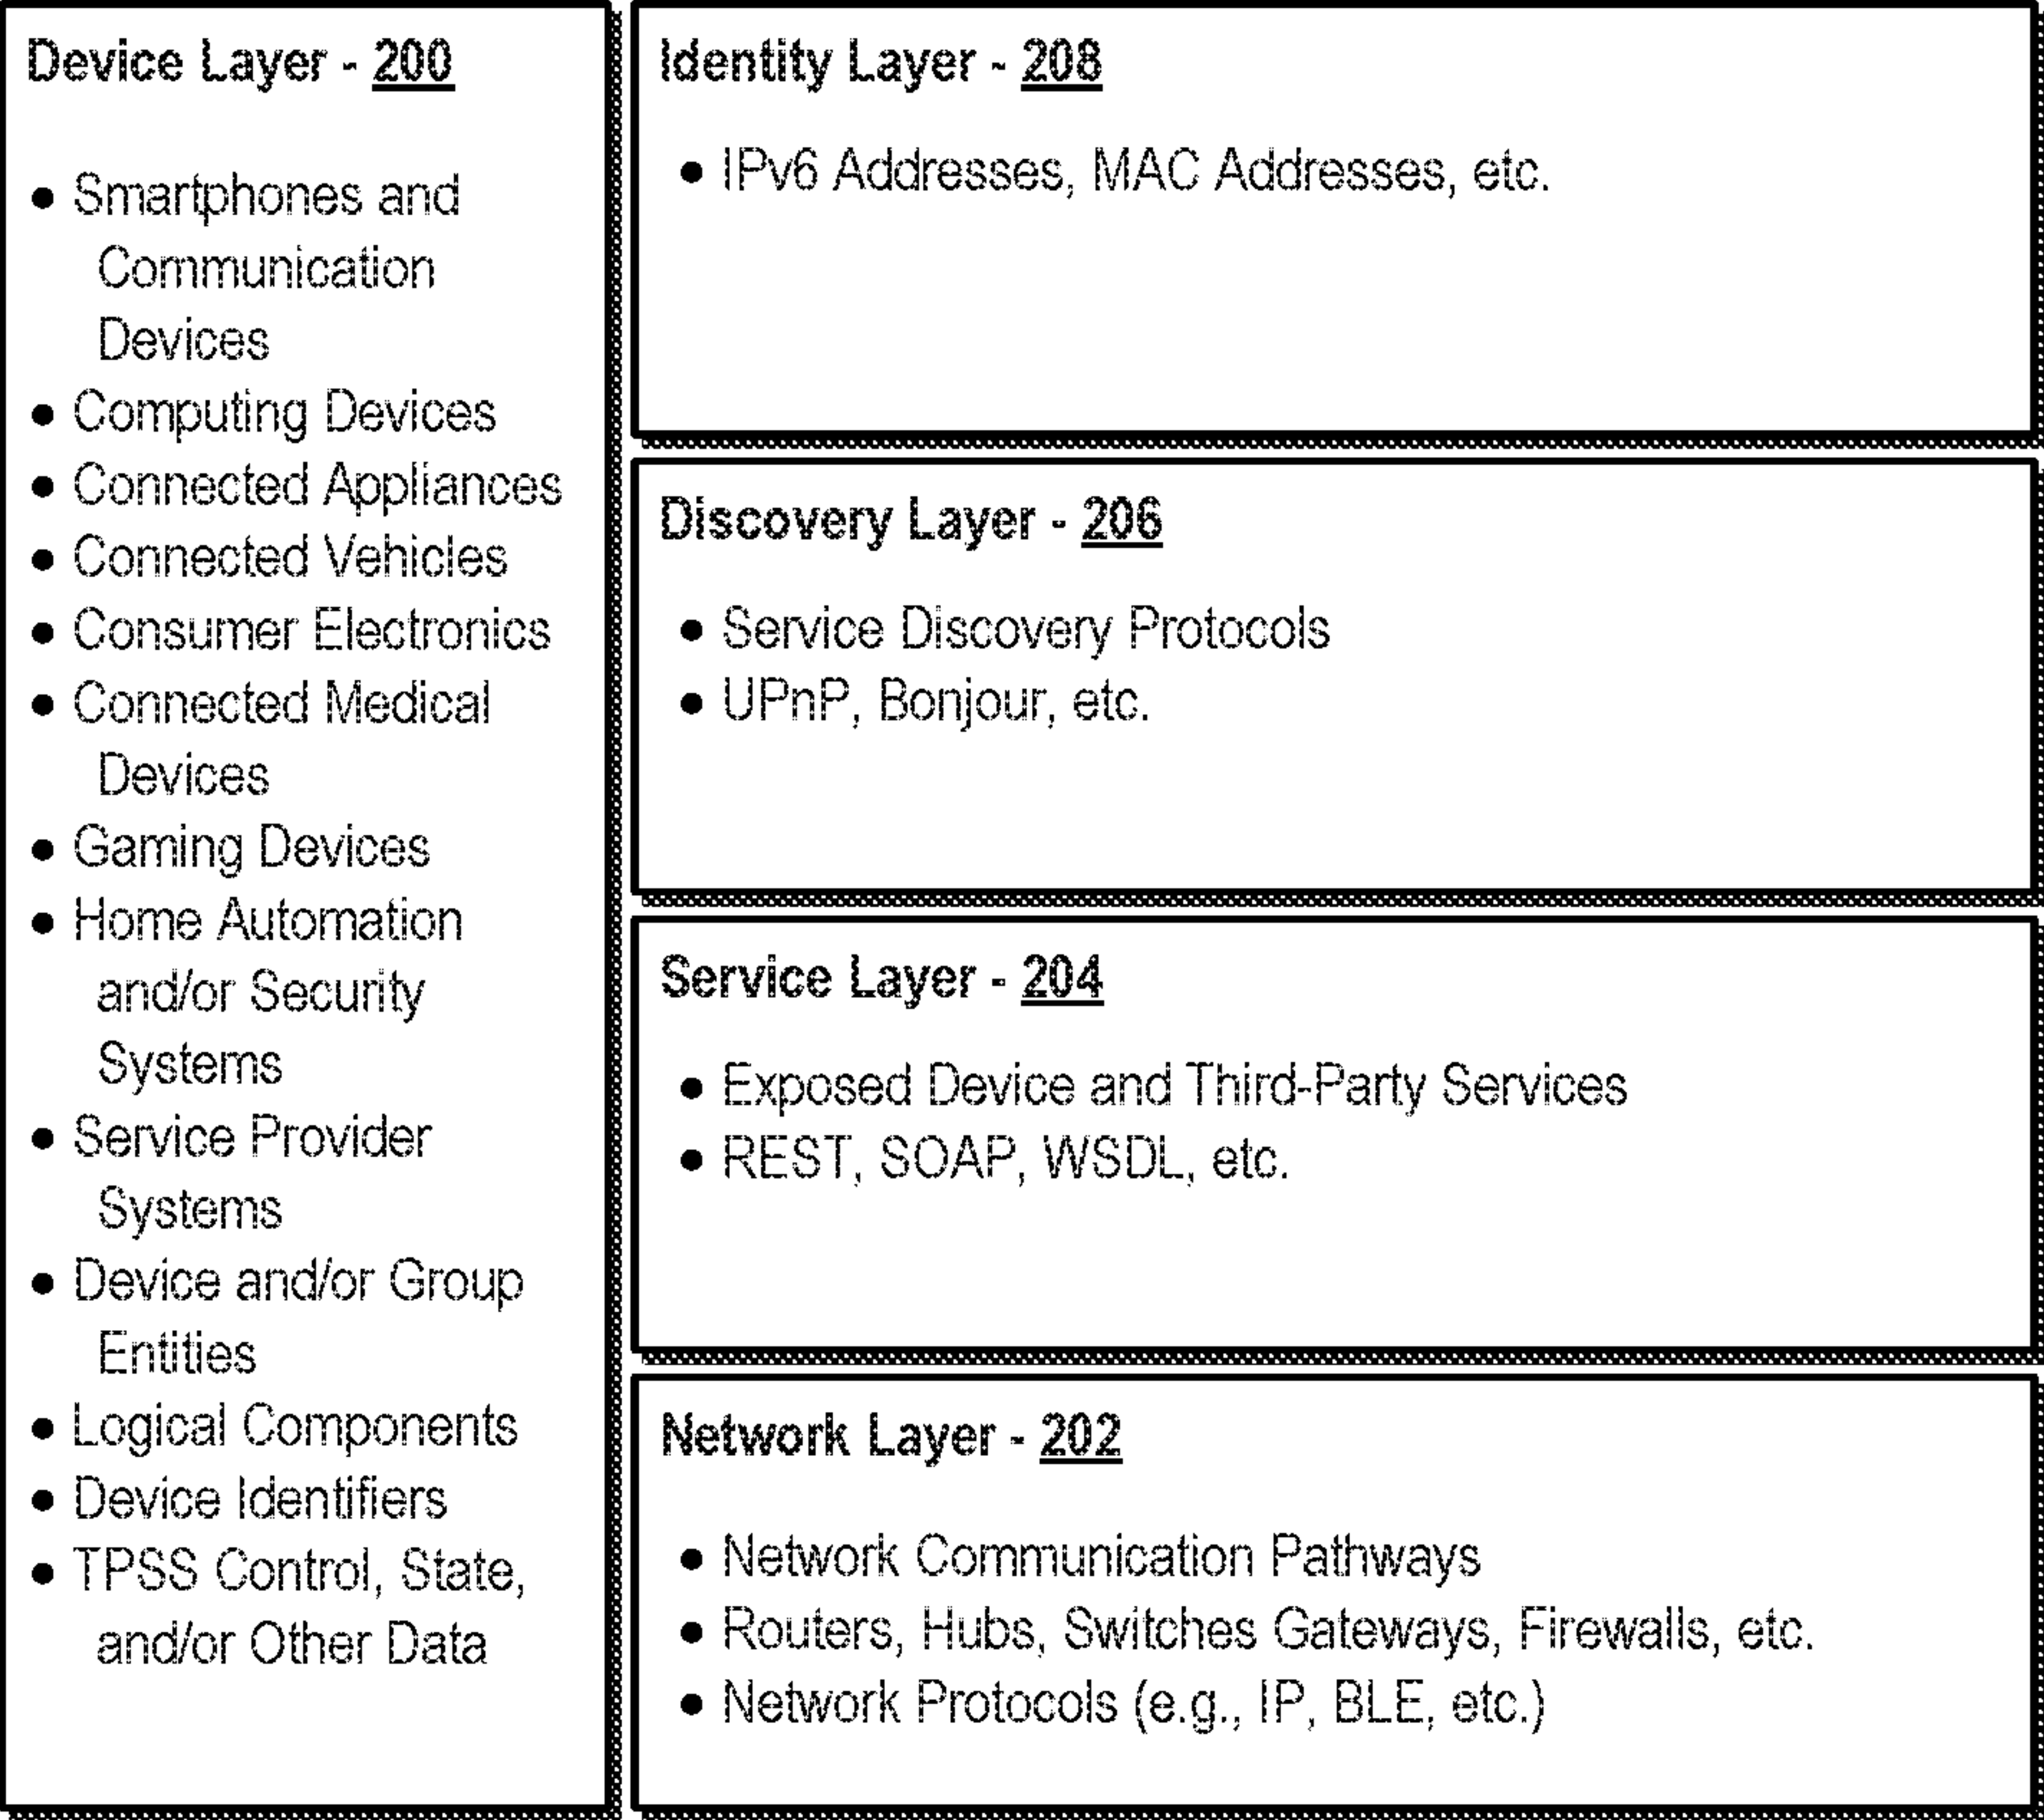 Device Layer - 200
• Smartphones and
Communication
Devices
• Computing Devices
• Connected Appliances
• Connected Vehicles
• Consumer Electronics
• Connected Medical
Devices
• Gaming Devices
• Home Automation
and/or Security
Systems
• Service Provider
Systems
• Device and/or Group
Entities
• Logical Components
• Device Identifiers
• TPSS Control, State,
and/or Other Data
Identity Layer - 208
• IPv6 Addresses, MAC Addresses, etc.
Discovery Layer - 206
• Service Discovery Protocols
• UPnP, Bonjour, etc.
Service Layer - 204
• Exposed Device and Third-Party Services
• REST, SOAP, WSDL, etc.
Network Layer - 202
• Network Communication Pathways
• Routers, Hubs, Switches Gateways, Firewalls, etc.
• Network Protocols (e.g., IP, BLE, etc.)